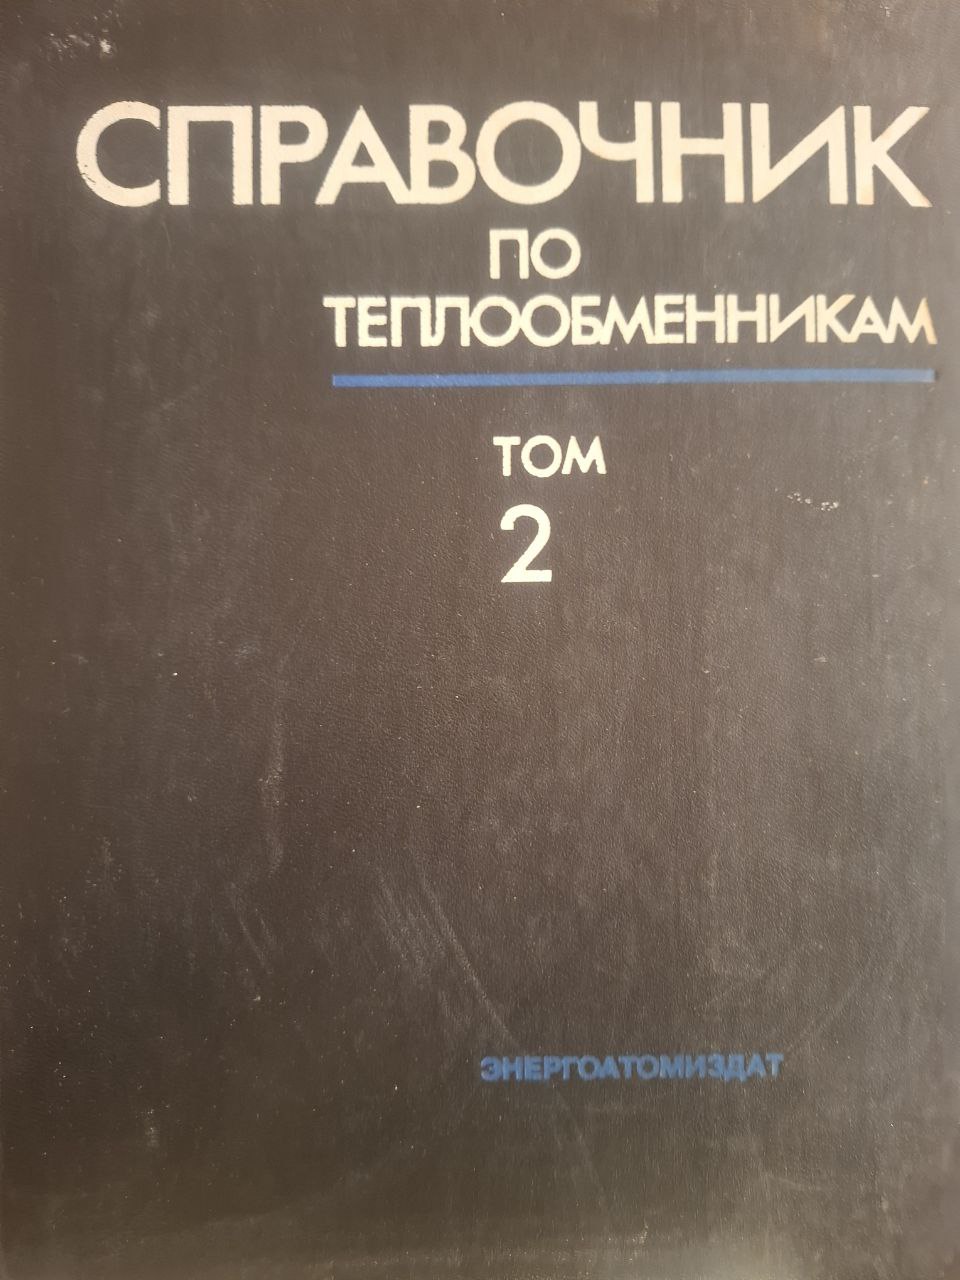 СПРАВОЧНИК
ПО
ТЕПЛООБМЕННИКАМ
ТОМ
2
ЭНЕРГОАТОМИЗДАТ